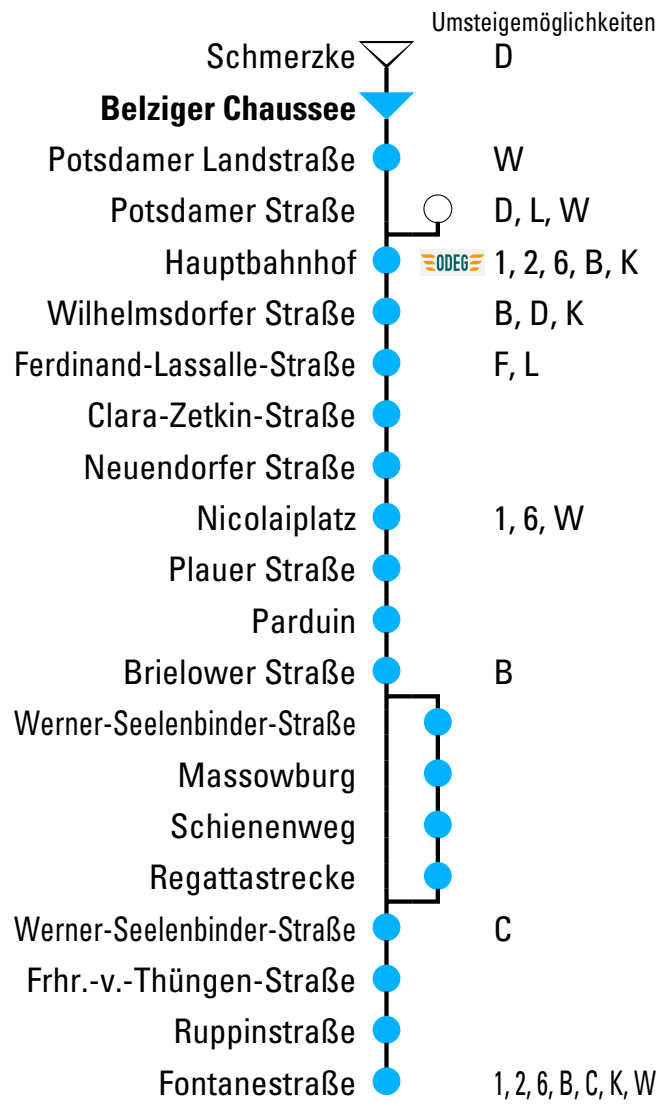 Umsteigemöglichkeiten
Schmerzke D
Belziger Chaussee
Potsdamer Landstraße W
Potsdamer Straße D, L, W
Hauptbahnhof ODEG 1, 2, 6, B, K
Wilhelmsdorfer Straße B, D, K
Ferdinand-Lassalle-Straße F, L
Clara-Zetkin-Straße
Neuendorfer Straße
Nicolaiplatz 1, 6, W
Plauer Straße
Parduin
Brielower Straße B
Werner-Seelenbinder-Straße
Massowburg
Schienenweg
Regattastrecke
Werner-Seelenbinder-Straße C
Frhr.-v.-Thüngen-Straße
Ruppinstraße
Fontanestraße 1, 2, 6, B, C, K, W